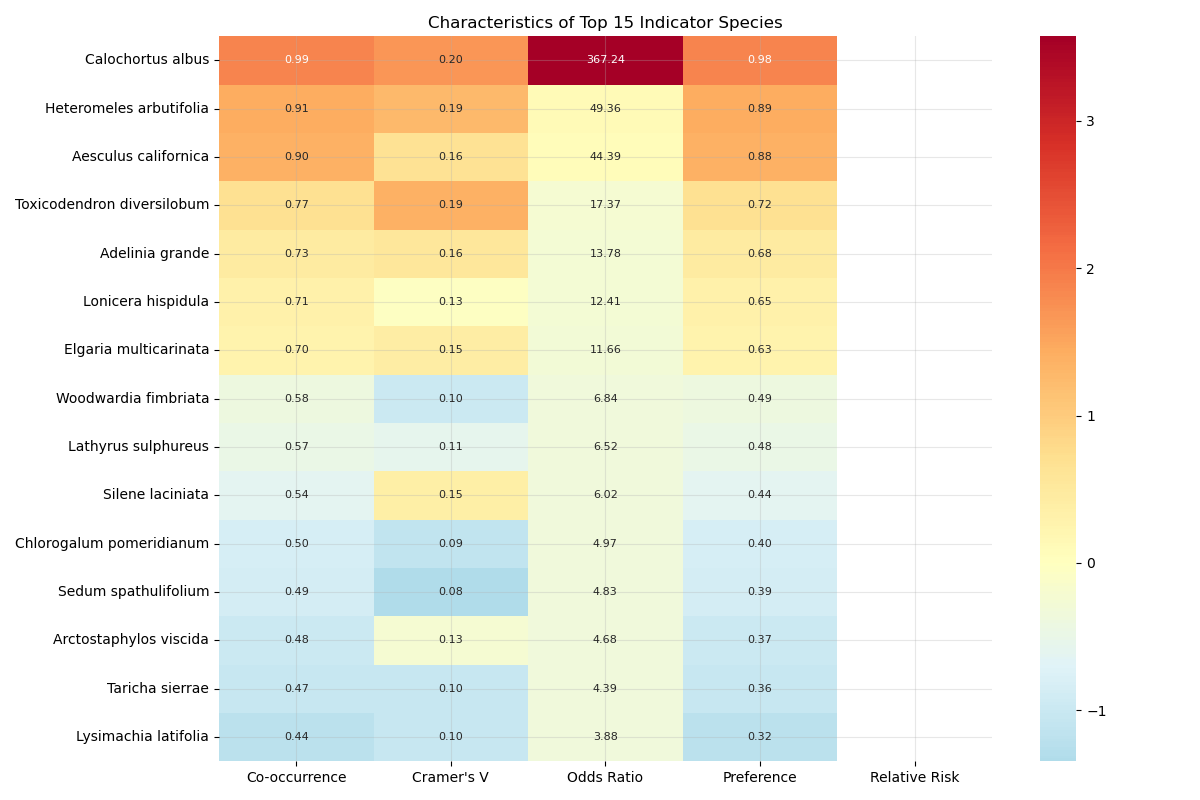 Characteristics of Top 15 Indicator Species
Calochortus albus 0.99 0.20 367.24 0.98
Heteromeles arbutifolia 0.91 0.19 49.36 0.89
Aesculus californica 0.90 0.16 44.39 0.88
Toxicodendron diversilobum 0.77 0.19 17.37 0.72
Adelinia grande 0.73 0.16 13.78 0.68
Lonicera hispidula 0.71 0.13 12.41 0.65
Elgaria multicarinata 0.70 0.15 11.66 0.63
Woodwardia fimbriata 0.58 0.10 6.84 0.49
Lathyrus sulphureus 0.57 0.11 6.52 0.48
Silene laciniata 0.54 0.15 6.02 0.44
Chlorogalum pomeridianum 0.50 0.09 4.97 0.40
Sedum spathulifolium 0.49 0.08 4.83 0.39
Arctostaphylos viscida 0.48 0.13 4.68 0.37
Taricha sierrae 0.47 0.10 4.39 0.36
Lysimachia latifolia 0.44 0.10 3.88 0.32
Co-occurrence Cramer's V Odds Ratio Preference Relative Risk
3
2
1
0
−1